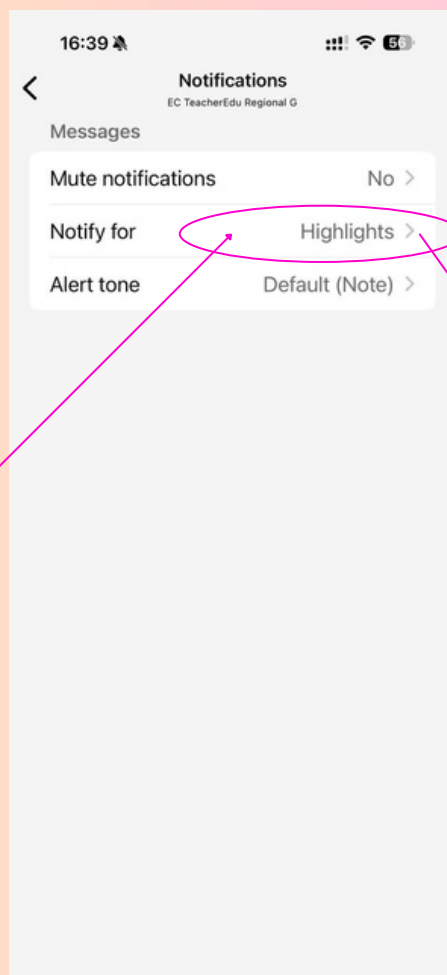 16:39
56
Notifications
EC TeacherEdu Regional G
Messages
Mute notifications No
Notify for Highlights
Alert tone Default (Note)